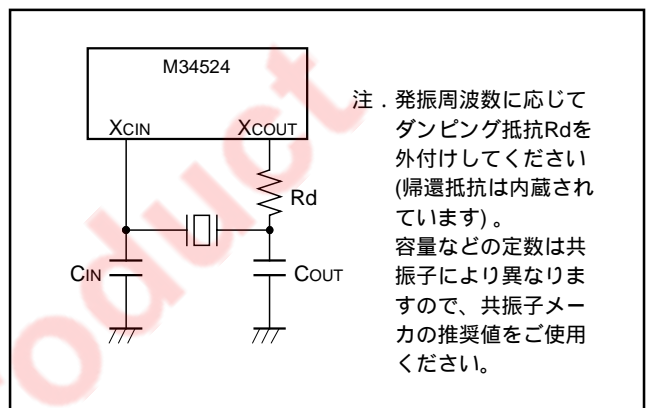 M34524
XCIN
XCOUT
Rd
CIN
COUT
注．発振周波数に応じて
ダンピング抵抗Rdを
外付けしてください
(帰還抵抗は内蔵され
ています)。
容量などの定数は共
振子により異なりま
すので、共振子メー
カの推奨値をご使用
ください。
oduct